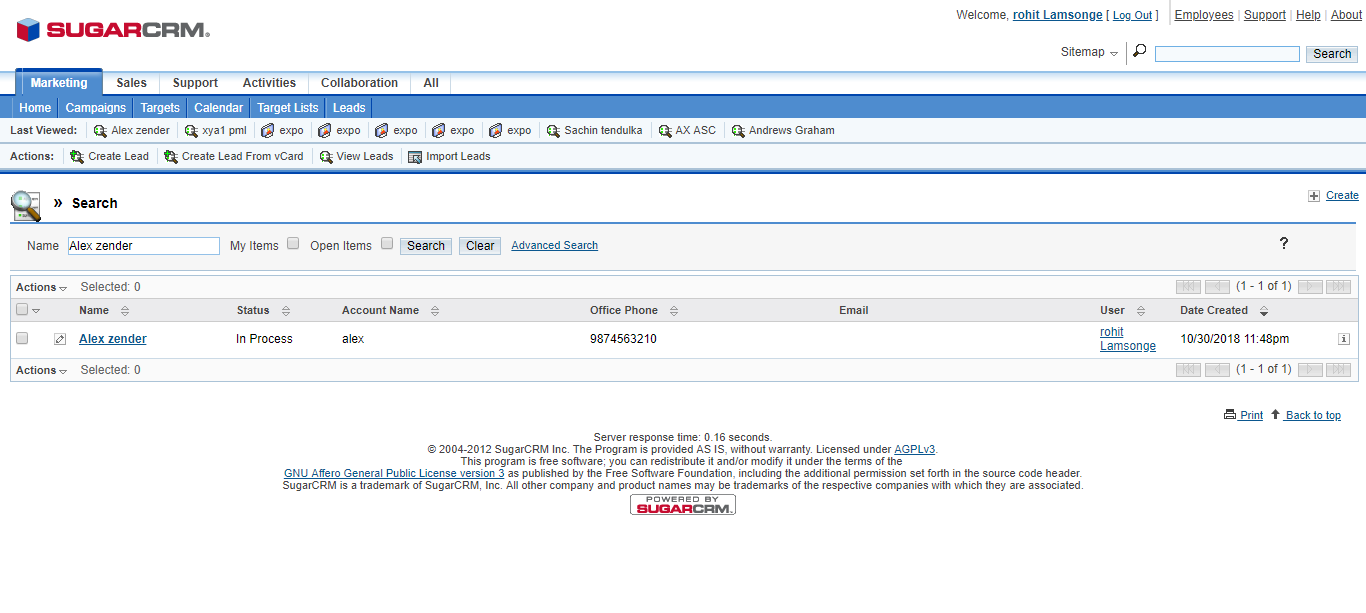 Welcome, rohit Lamsonge [ Log Out ] Employees | Support | Help | About
SUGARCRM.
Sitemap Search
Marketing Sales Support Activities Collaboration All
Home Campaigns Targets Calendar Target Lists Leads
Last Viewed: Alex zender xya1 pml expo expo expo expo expo Sachin tendulka AX ASC Andrews Graham
Actions: Create Lead Create Lead From vCard View Leads Import Leads
» Search
Create
Name Alex zender My Items Open Items Search Clear Advanced Search ?
Actions Selected: 0 (1 - 1 of 1)
Name Status Account Name Office Phone Email User Date Created
Alex zender In Process alex 9874563210 rohit Lamsonge 10/30/2018 11:48pm i
Actions Selected: 0 (1 - 1 of 1)
Print Back to top
Server response time: 0.16 seconds.
© 2004-2012 SugarCRM Inc. The Program is provided AS IS, without warranty. Licensed under AGPLv3.
This program is free software; you can redistribute it and/or modify it under the terms of the
GNU Affero General Public License version 3 as published by the Free Software Foundation, including the additional permission set forth in the source code header.
SugarCRM is a trademark of SugarCRM, Inc. All other company and product names may be trademarks of the respective companies with which they are associated.
POWERED BY
SUGARCRM.